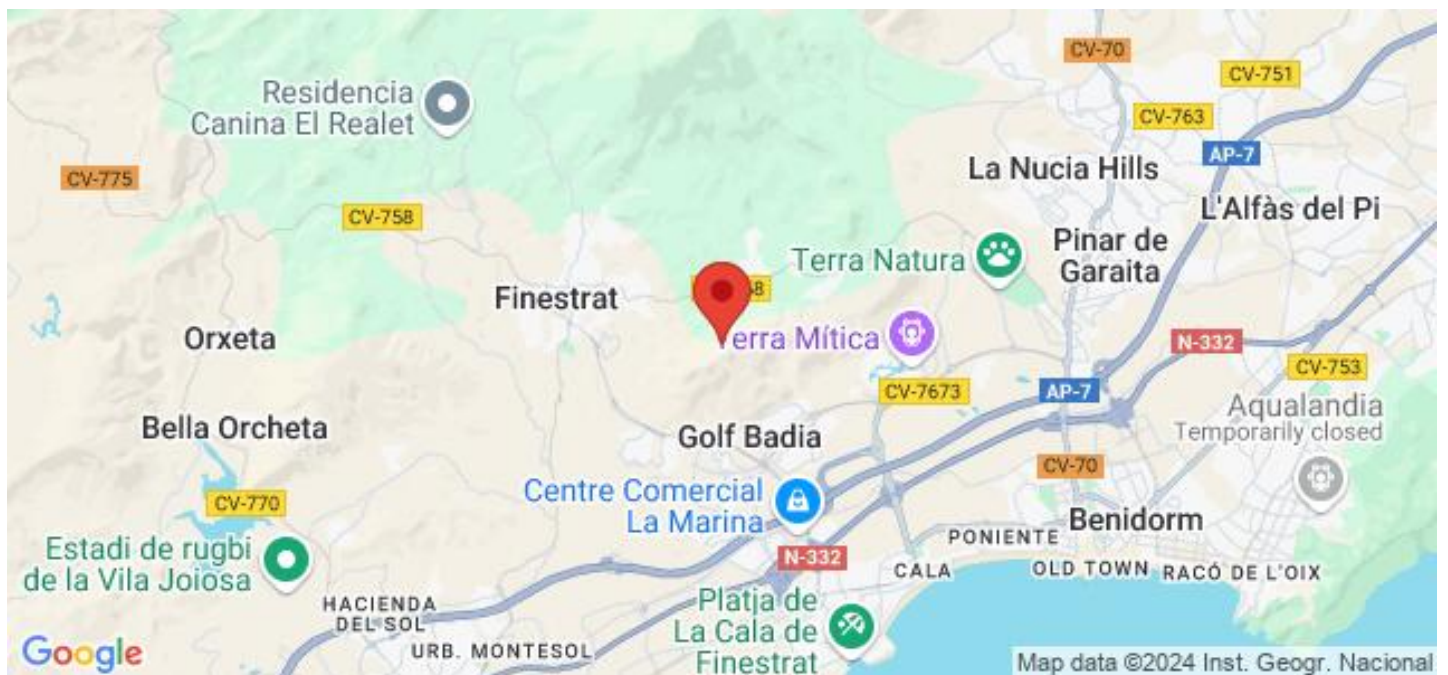 CV-70
CV-751
Residencia
Canina El Realet
CV-763
AP-7
La Nucia Hills
CV-775
CV-758
L'Alfàs del Pi
Pinar de
Garaita
Terra Natura
Finestrat
8
Orxeta
erra Mítica
N-332
CV-753
CV-7673
AP-7
Aqualandia
Temporarily closed
Bella Orcheta
Golf Badia
CV-70
Centre Comercial
La Marina
CV-770
Benidorm
PONIENTE
Estadi de rugbi
de la Vila Joiosa
N-332
CALA
OLD TOWN
RACÓ DE L'OIX
HACIENDA
DEL SOL
Platja de
La Cala de
Finestrat
URB. MONTESOL
Google
Map data ©2024 Inst. Geogr. Nacional